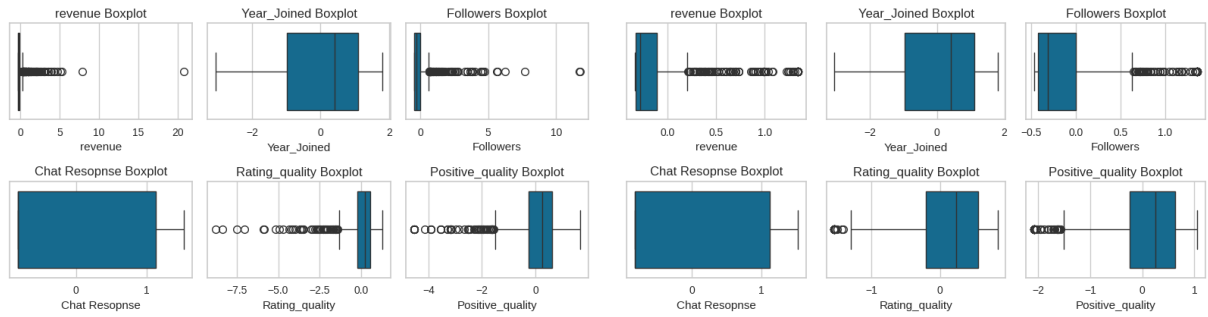 revenue Boxplot Year_Joined Boxplot Followers Boxplot revenue Boxplot Year_Joined Boxplot Followers Boxplot
0 5 10 15 20 −2 0 2 0 5 10 0.0 0.5 1.0 −2 0 2 −0.5 0.0 0.5 1.0
revenue Year_Joined Followers revenue Year_Joined Followers
Chat Resopnse Boxplot Rating_quality Boxplot Positive_quality Boxplot Chat Resopnse Boxplot Rating_quality Boxplot Positive_quality Boxplot
0 1 −7.5 −5.0 −2.5 0.0 −4 −2 0 0 1 −1 0 −2 −1 0 1
Chat Resopnse Rating_quality Positive_quality Chat Resopnse Rating_quality Positive_quality